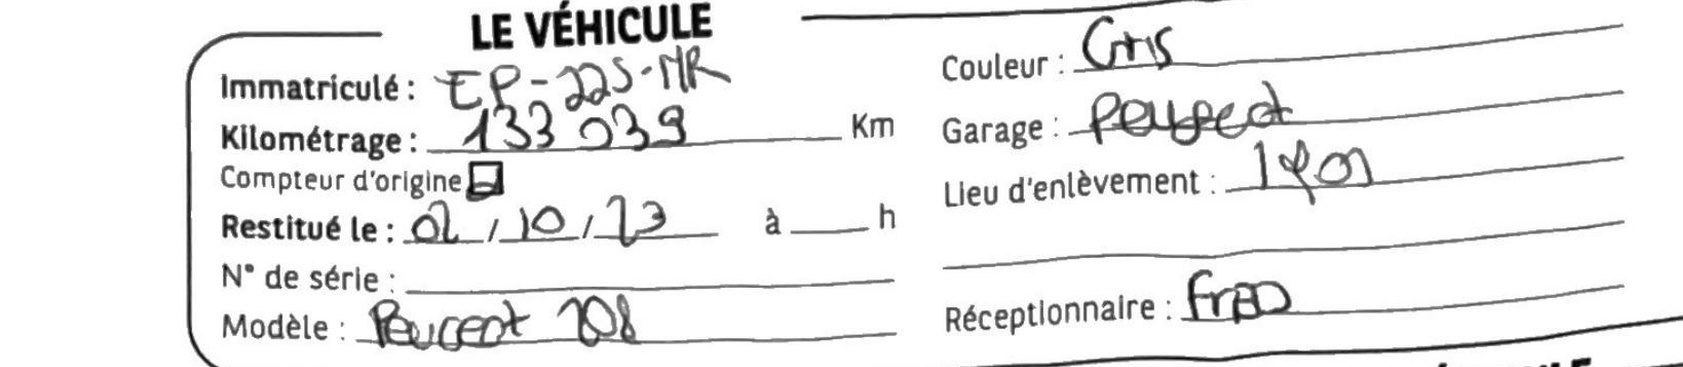 LE VÉHICULE
Immatriculé : EP-225-MR
Kilométrage : 133 039 Km
Compteur d'origine
Restitué le : 02 / 10 / 23 à h
N° de série :
Modèle : Peugeot 208
Couleur : Gris
Garage : Peugeot
Lieu d'enlèvement : lyon
Réceptionnaire : FRED